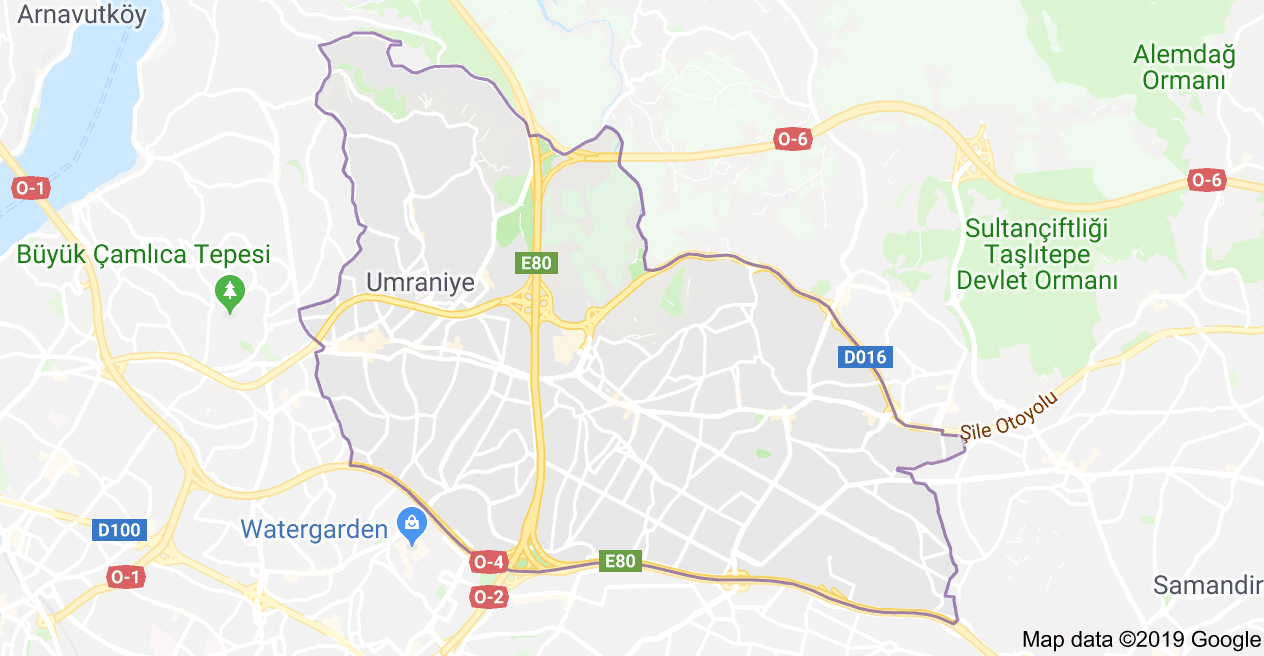 Arnavutköy
Alemdağ
Ormanı
O-6
O-1
O-6
Sultançiftliği
Taşlıtepe
Devlet Ormanı
Büyük Çamlıca Tepesi
E80
Umraniye
D016
Şile Otoyolu
Watergarden
D100
O-4
E80
O-1
O-2
Samandir
Map data ©2019 Google